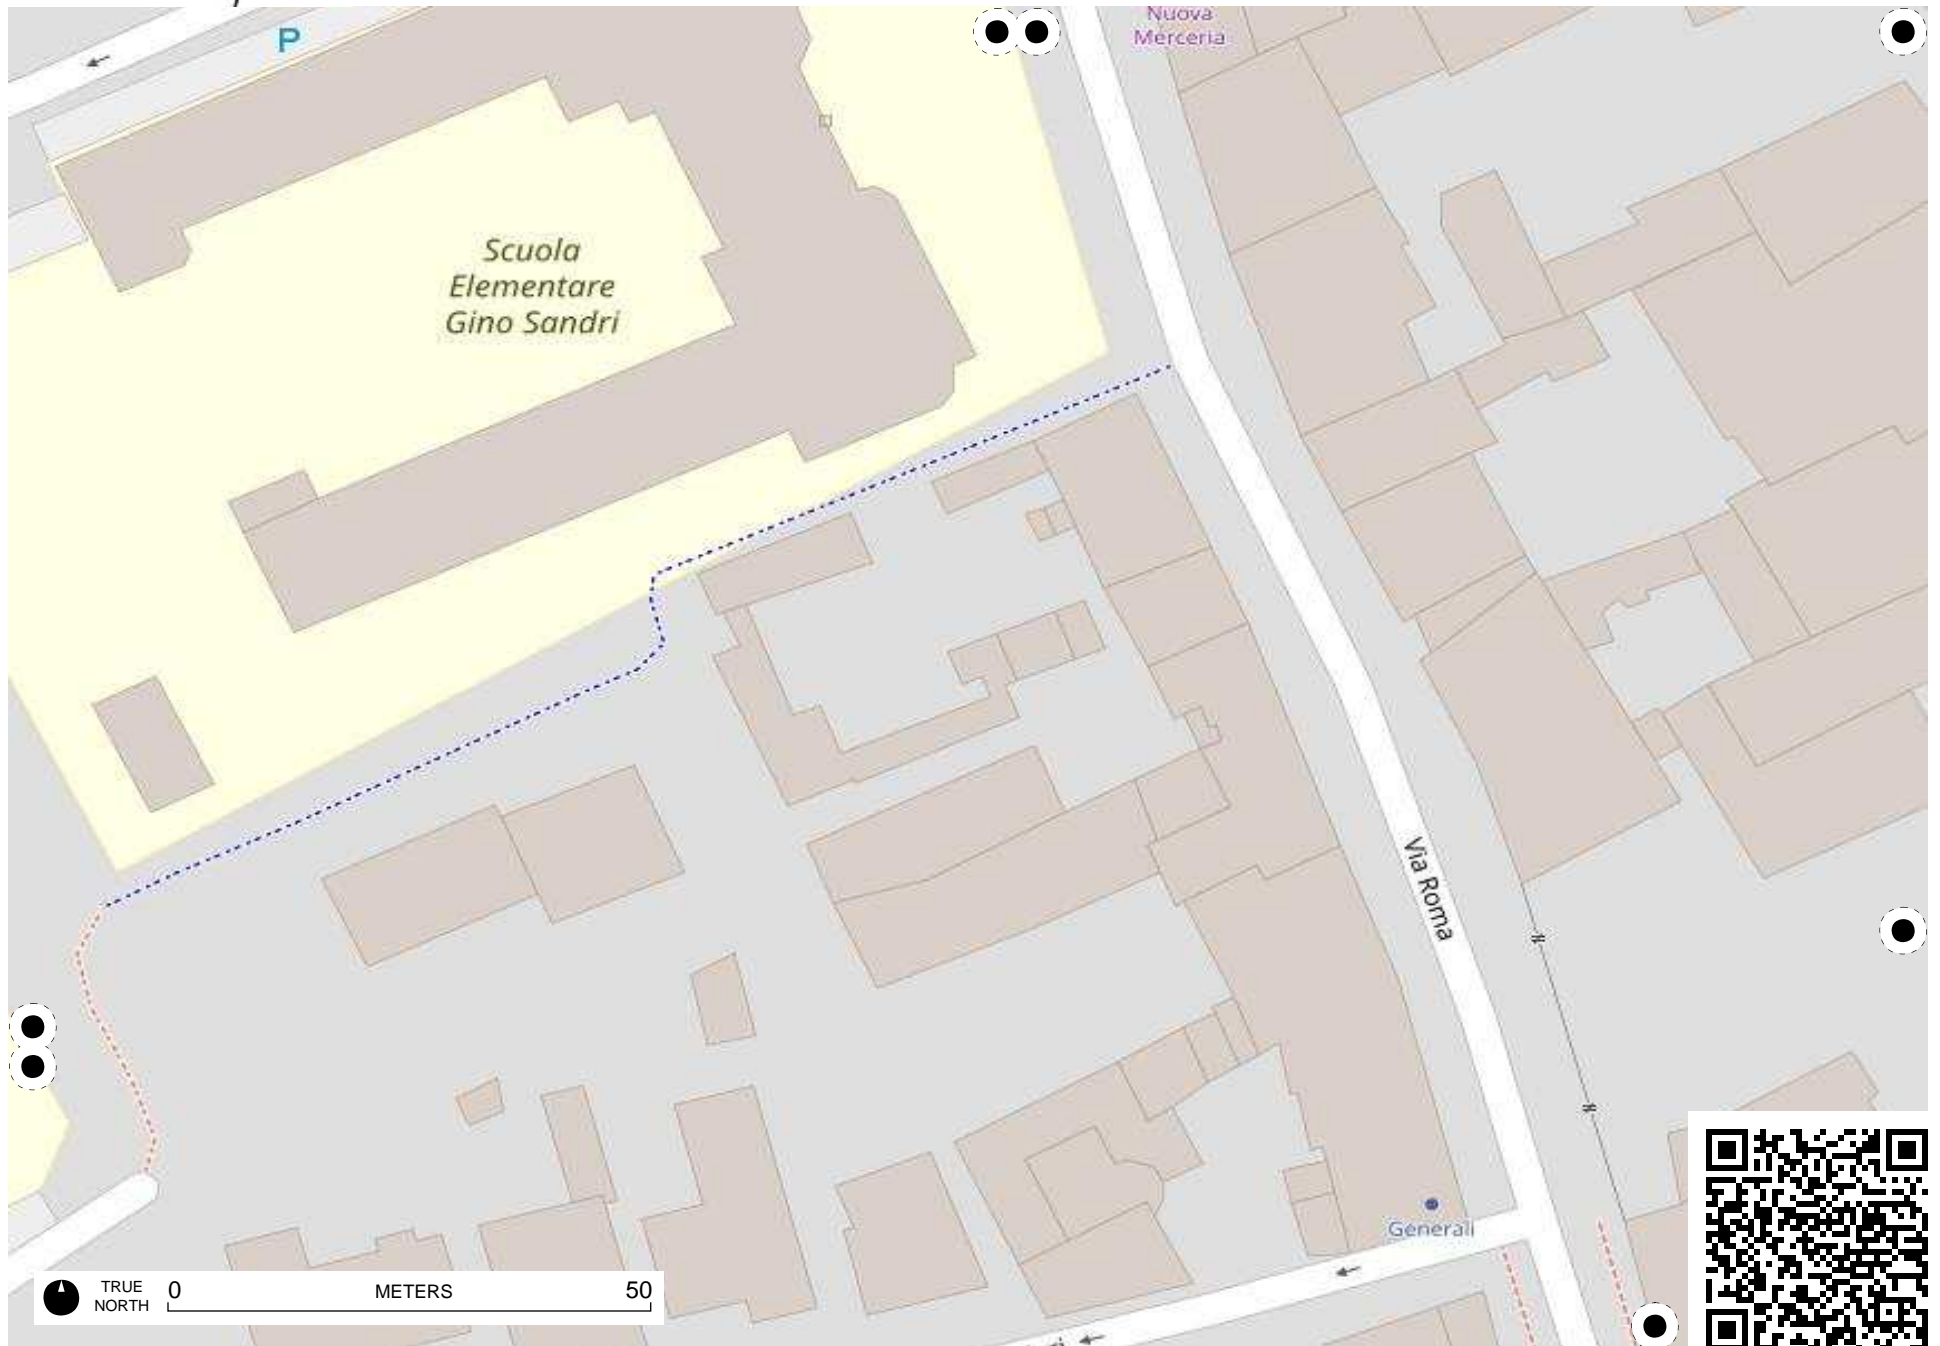 Nuova
Merceria
P
Scuola
Elementare
Gino Sandri
Via Roma
Generali
TRUE
NORTH
0 METERS 50